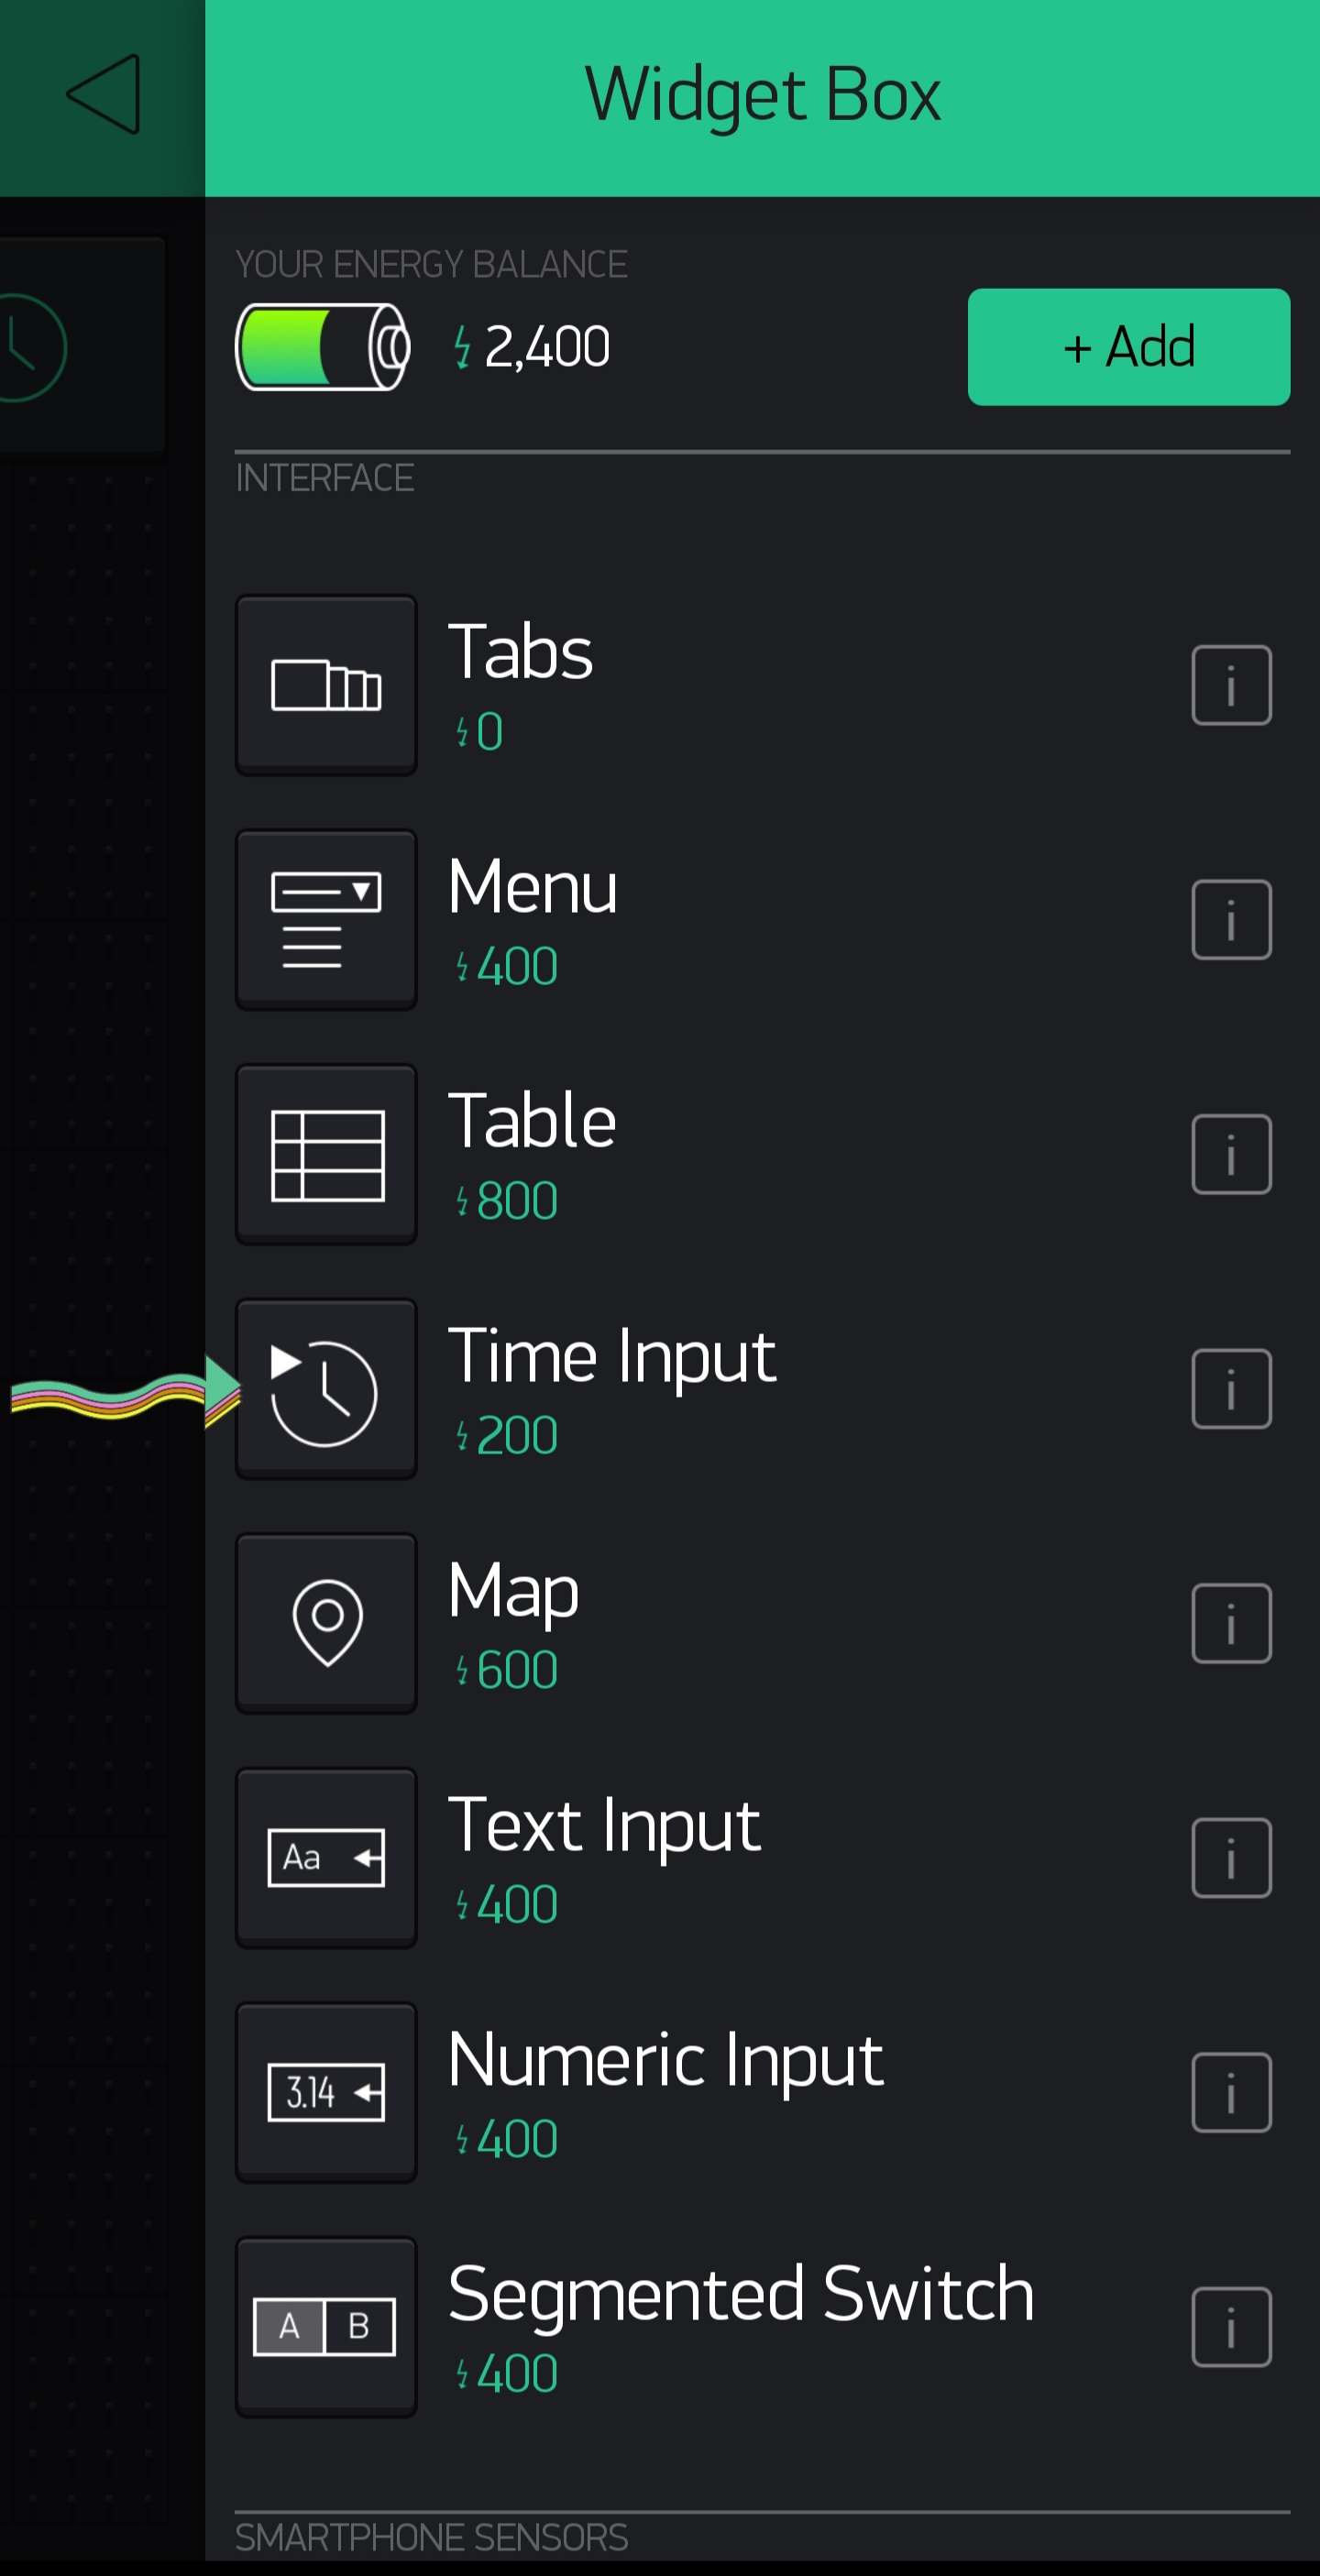 Widget Box
YOUR ENERGY BALANCE
2,400
+ Add
INTERFACE
Tabs
0
i
Menu
400
i
Table
800
i
Time Input
200
i
Map
600
i
Aa
Text Input
400
i
3.14
Numeric Input
400
i
A B
Segmented Switch
400
i
SMARTPHONE SENSORS